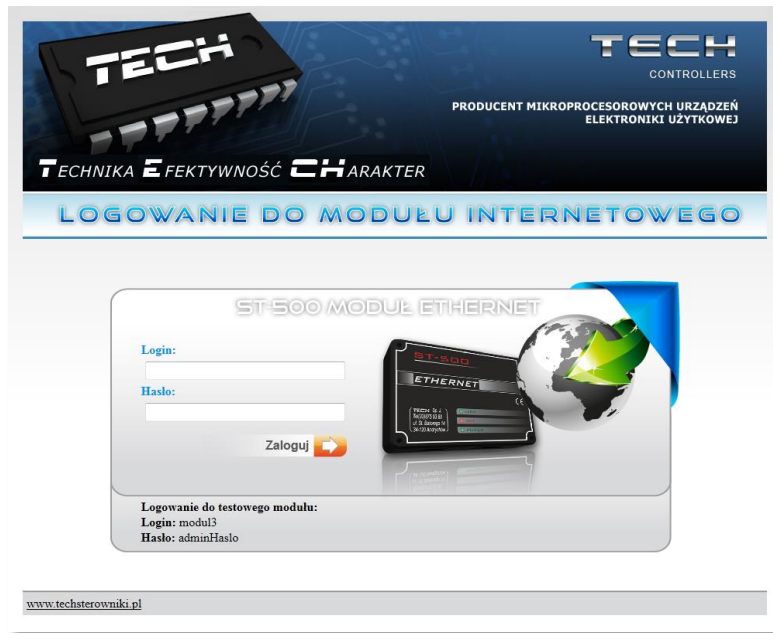 TECH
TECH
CONTROLLERS
PRODUCENT MIKROPROCESOROWYCH URZĄDZEŃ
ELEKTRONIKI UŻYTKOWEJ
TECHNIKA EFEKTYWNOŚĆ CHARAKTER
LOGOWANIE DO MODUŁU INTERNETOWEGO
ST-500 MODUŁ ETHERNET
Login:
Hasło:
Zaloguj
ST-500
ETHERNET
CE
Logowanie do testowego modułu:
Login: modul3
Hasło: adminHaslo
www.techsterowniki.pl